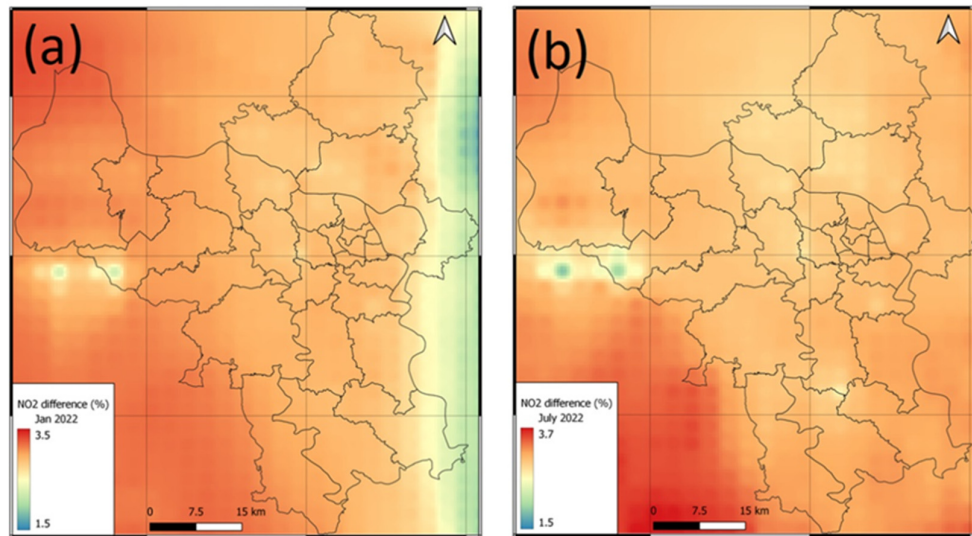 (a)
NO2 difference (%)
Jan 2022
3.5
1.5
0 7.5 15 km
(b)
NO2 difference (%)
July 2022
3.7
1.5
0 7.5 15 km